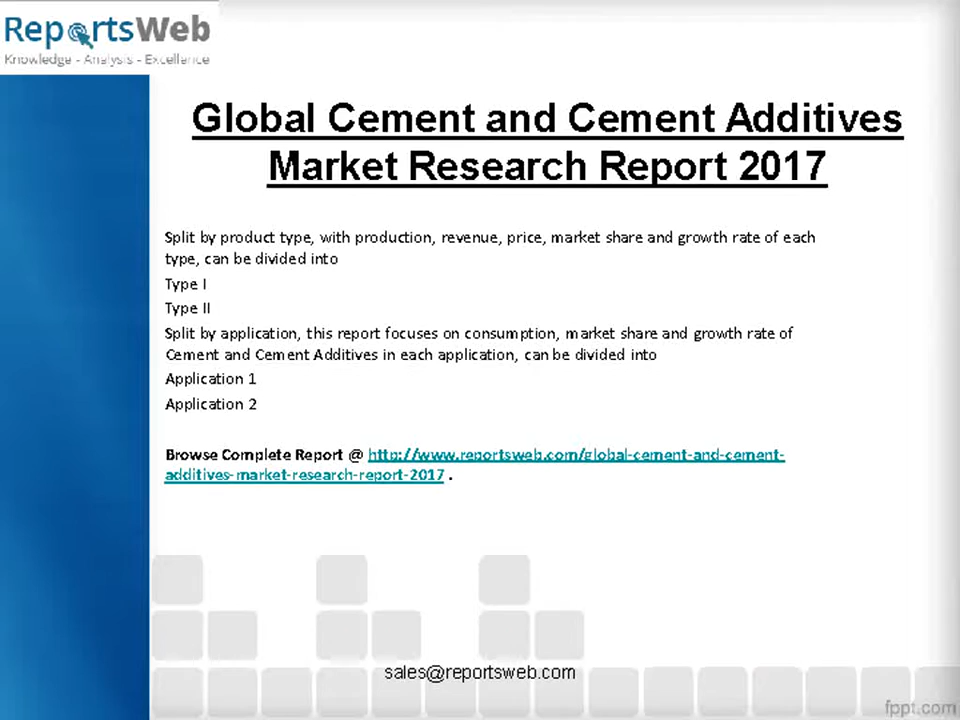 ReportsWeb
Knowledge - Analysis - Excellence
Global Cement and Cement Additives
Market Research Report 2017
Split by product type, with production, revenue, price, market share and growth rate of each
type, can be divided into
Type I
Type II
Split by application, this report focuses on consumption, market share and growth rate of
Cement and Cement Additives in each application, can be divided into
Application 1
Application 2
Browse Complete Report @ http://www.reportsweb.com/global-cement-and-cement-
additives-market-research-report-2017 .
sales@reportsweb.com
fppt.com